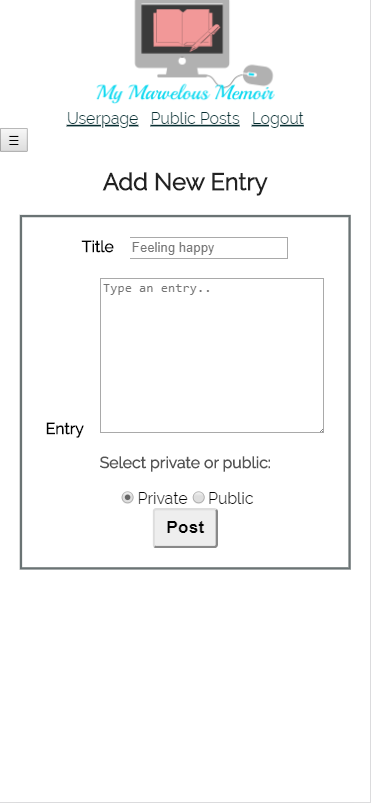 My Marvelous Memoir
Userpage Public Posts Logout
☰
Add New Entry
Title Feeling happy
Type an entry..
Entry
Select private or public:
Private Public
Post